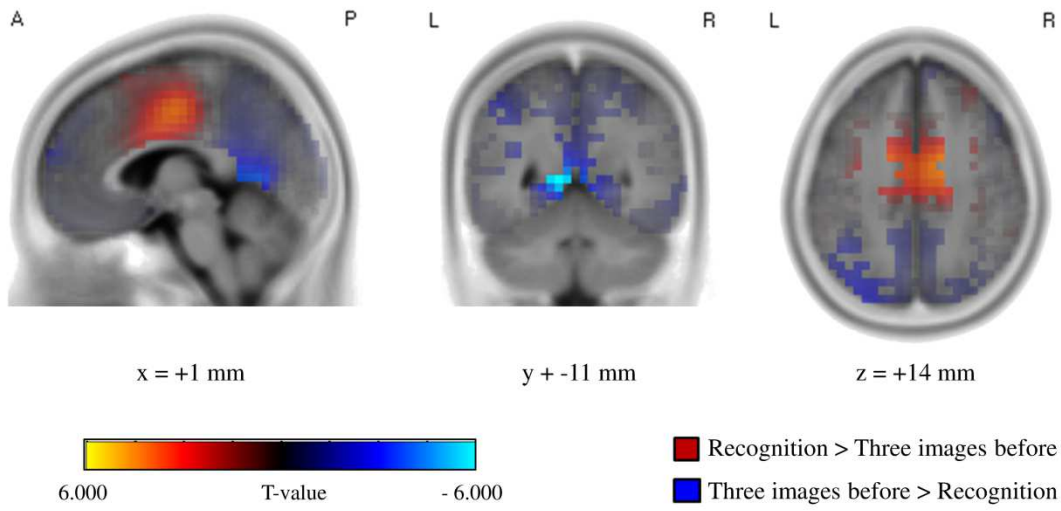 A P L R L R
x = +1 mm y + -11 mm z = +14 mm
6.000 T-value - 6.000
Recognition > Three images before
Three images before > Recognition